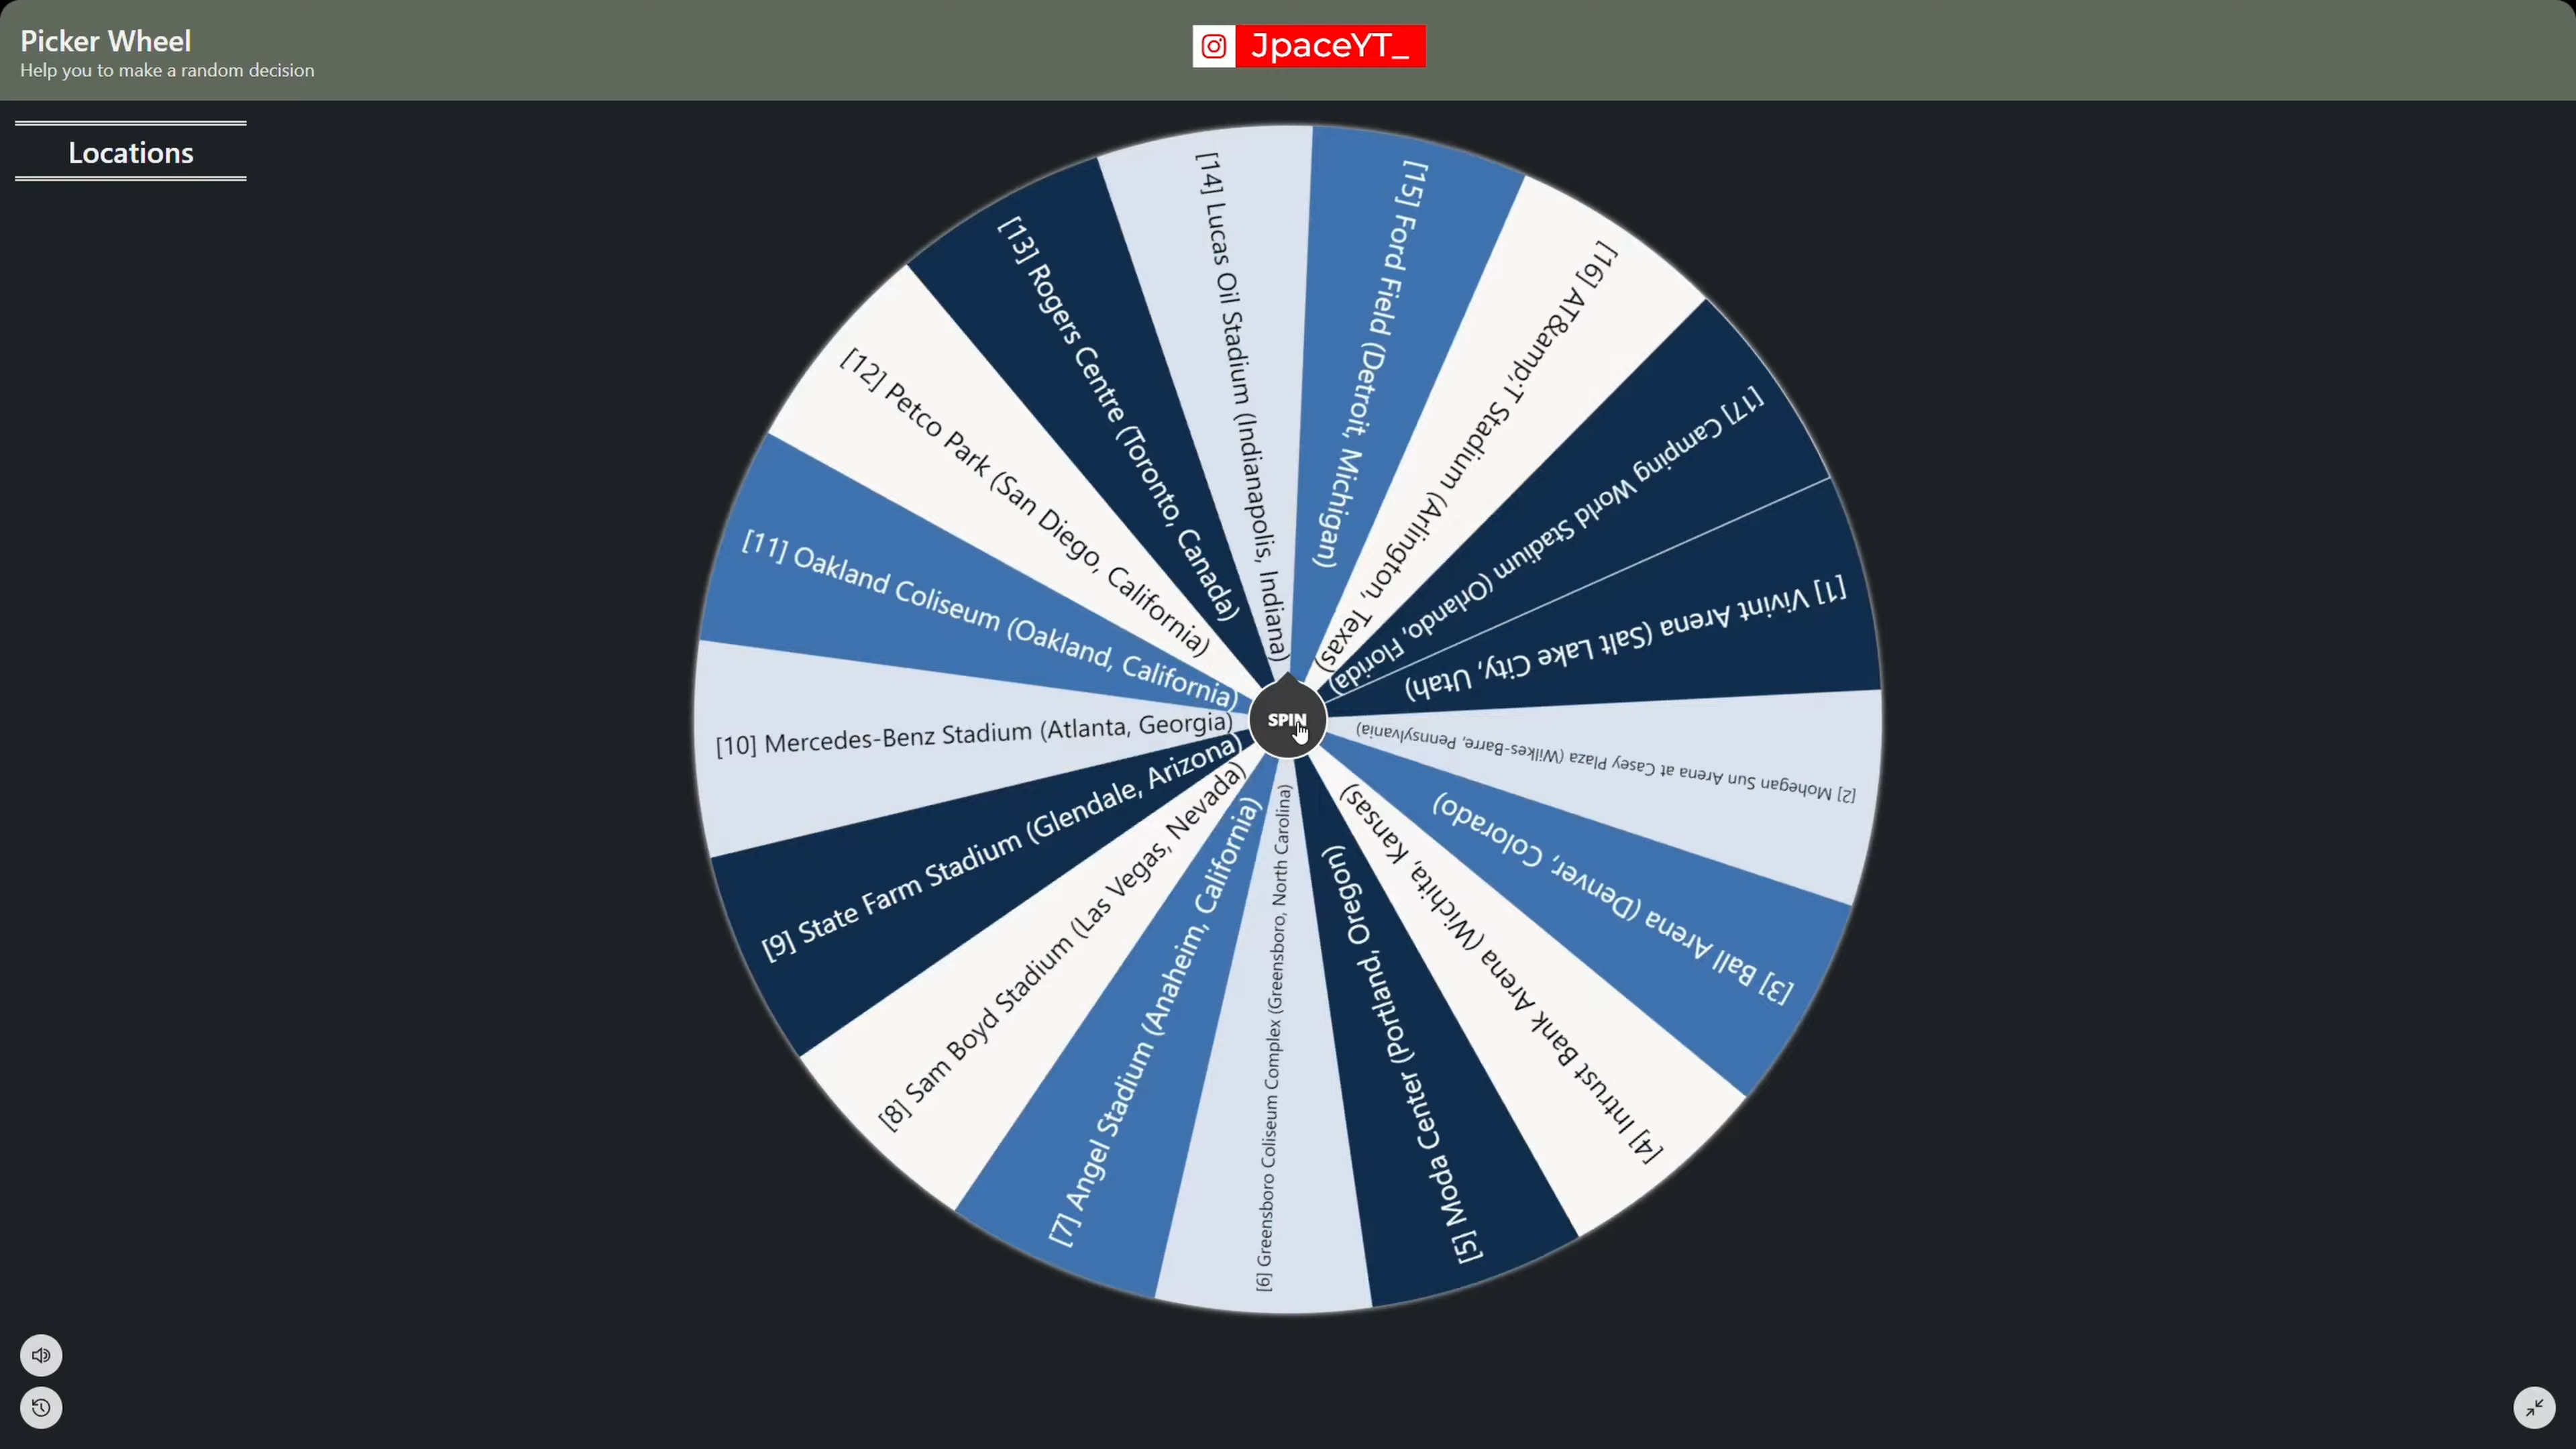 Picker Wheel
Help you to make a random decision
JpaceYT_
Locations
[1] Vivint Arena (Salt Lake City, Utah)
[2] Mohegan Sun Arena at Casey Plaza (Wilkes-Barre, Pennsylvania)
[3] Ball Arena (Denver, Colorado)
[4] Intrust Bank Arena (Wichita, Kansas)
[5] Moda Center (Portland, Oregon)
[6] Greensboro Coliseum Complex (Greensboro, North Carolina)
[7] Angel Stadium (Anaheim, California)
[8] Sam Boyd Stadium (Las Vegas, Nevada)
[9] State Farm Stadium (Glendale, Arizona)
[10] Mercedes-Benz Stadium (Atlanta, Georgia)
[11] Oakland Coliseum (Oakland, California)
[12] Petco Park (San Diego, California)
[13] Rogers Centre (Toronto, Canada)
[14] Lucas Oil Stadium (Indianapolis, Indiana)
[15] Ford Field (Detroit, Michigan)
[16] AT&amp;T Stadium (Arlington, Texas)
[17] Camping World Stadium (Orlando, Florida)
SPIN